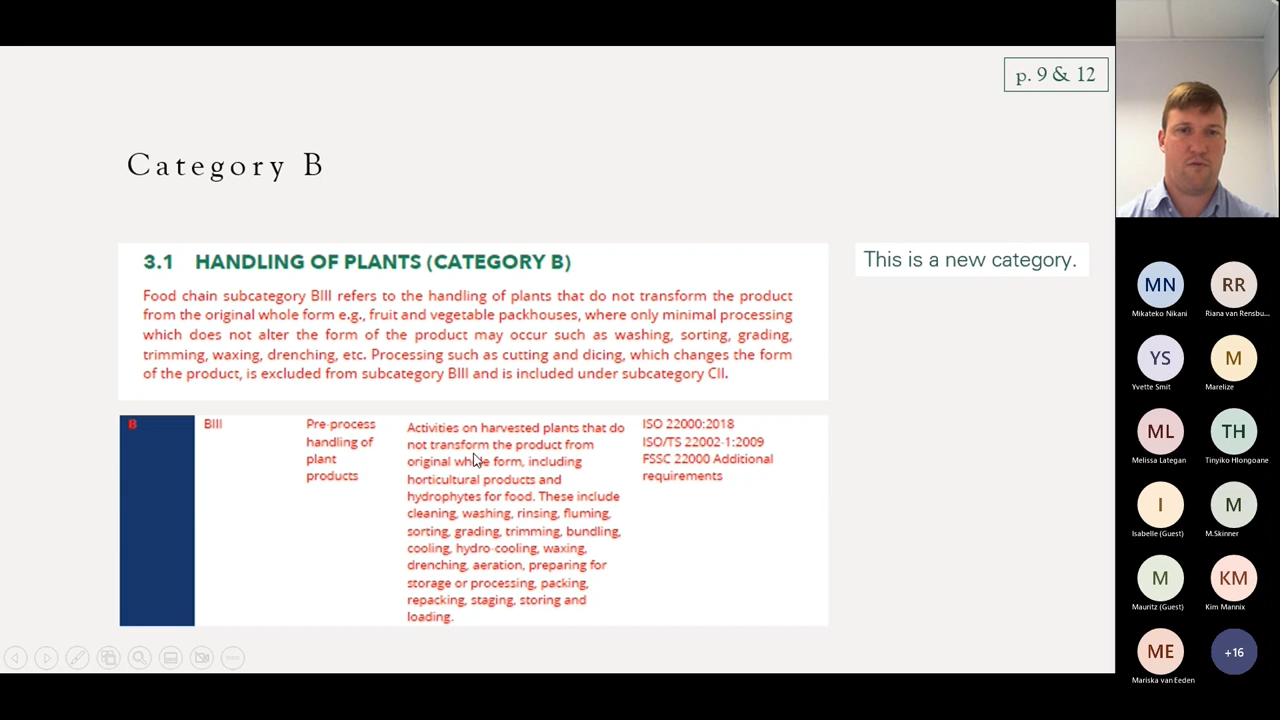 p. 9 & 12
Category B
3.1 HANDLING OF PLANTS (CATEGORY B)
Food chain subcategory BIII refers to the handling of plants that do not transform the product
from the original whole form e.g., fruit and vegetable packhouses, where only minimal processing
which does not alter the form of the product may occur such as washing, sorting, grading,
trimming, waxing, drenching, etc. Processing such as cutting and dicing, which changes the form
of the product, is excluded from subcategory BIII and is included under subcategory CII.
This is a new category.
B
BIII
Pre-process
handling of
plant
products
Activities on harvested plants that do
not transform the product from
original whole form, including
horticultural products and
hydrophytes for food. These include
cleaning, washing, rinsing, fluming,
sorting, grading, trimming, bundling,
cooling, hydro-cooling, waxing,
drenching, aeration, preparing for
storage or processing, packing,
repacking, staging, storing and
loading.
ISO 22000:2018
ISO/TS 22002-1:2009
FSSC 22000 Additional
requirements
MN
Mikateko Nikani
RR
Riana van Rensbu...
YS
Yvette Smit
M
Marelize
ML
Melissa Lategan
TH
Tinyiko Hlongoane
I
Isabelle (Guest)
M
M.Skinner
M
Mauritz (Guest)
KM
Kim Mannix
ME
Mariska van Eeden
+16